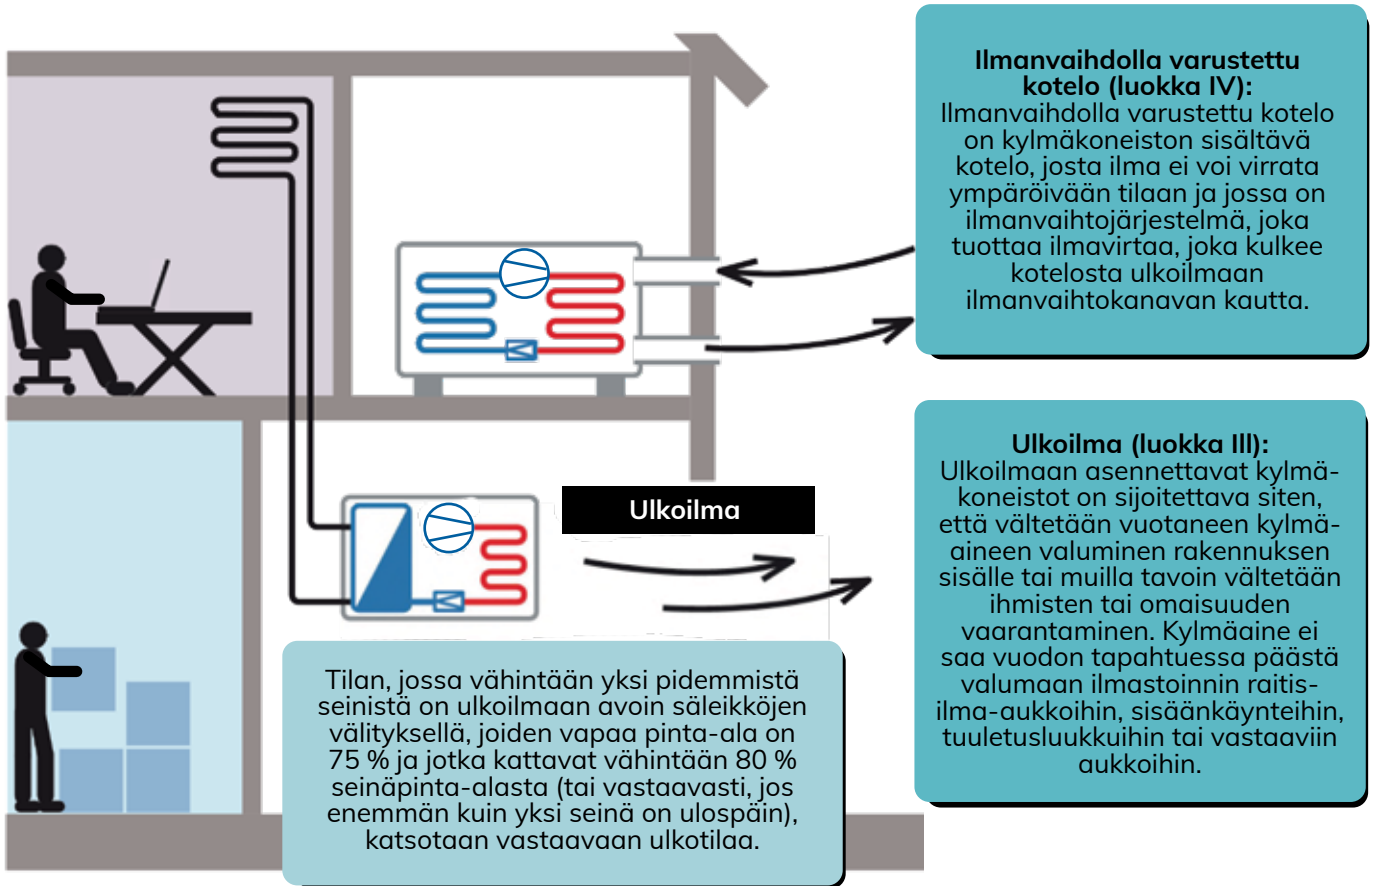 Ilmanvaihdolla varustettu
kotelo (luokka IV):
Ilmanvaihdolla varustettu kotelo
on kylmäkoneiston sisältävä
kotelo, josta ilma ei voi virrata
ympäröivään tilaan ja jossa on
ilmanvaihtojärjestelmä, joka
tuottaa ilmavirtaa, joka kulkee
kotelosta ulkoilmaan
ilmanvaihtokanavan kautta.
Ulkoilma (luokka III):
Ulkoilmaan asennettavat kylmä-
koneistot on sijoitettava siten,
että vältetään vuotaneen kylmä-
aineen valuminen rakennuksen
sisälle tai muilla tavoin vältetään
ihmisten tai omaisuuden
vaarantaminen. Kylmäaine ei
saa vuodon tapahtuessa päästä
valumaan ilmastoinnin raitis-
ilma-aukkoihin, sisäänkäynteihin,
tuuletusluukkuihin tai vastaaviin
aukkoihin.
Ulkoilma
Tilan, jossa vähintään yksi pidemmistä
seinistä on ulkoilmaan avoin säleikköjen
välityksellä, joiden vapaa pinta-ala on
75 % ja jotka kattavat vähintään 80 %
seinäpinta-alasta (tai vastaavasti, jos
enemmän kuin yksi seinä on ulospäin),
katsotaan vastaavaan ulkotilaa.